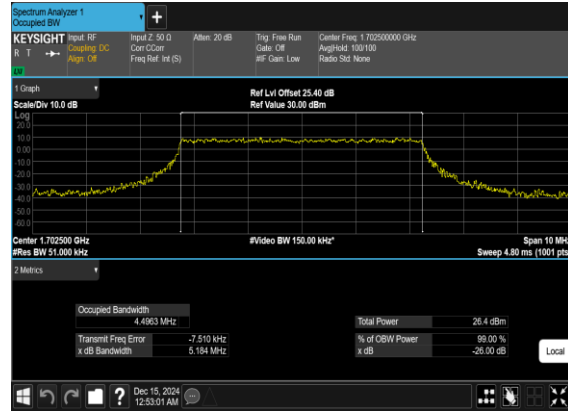 Spectrum Analyzer 1
Occupied BW
+
KEYSIGHT Input: RF Input Z: 50 Ω Atten: 20 dB Trig: Free Run Center Freq: 1.702500000 GHz
R T Coupling: DC Corr CCorr Gate: Off Avg|Hold: 100/100
Align: Off Freq Ref: Int (S) #IF Gain: Low Radio Std: None
1 Graph
Ref Lvl Offset 25.40 dB
Scale/Div 10.0 dB Ref Value 30.00 dBm
Log
20.0
10.0
0.00
-10.0
-20.0
-30.0
-40.0
-50.0
-60.0
Center 1.702500 GHz #Video BW 150.00 kHz* Span 10 MHz
#Res BW 51.000 kHz Sweep 4.80 ms (1001 pts)
2 Metrics
Occupied Bandwidth
4.4963 MHz Total Power 26.4 dBm
Transmit Freq Error -7.510 kHz % of OBW Power 99.00 %
x dB Bandwidth 5.184 MHz x dB -26.00 dB
Local
? Dec 15, 2024
12:53:01 AM